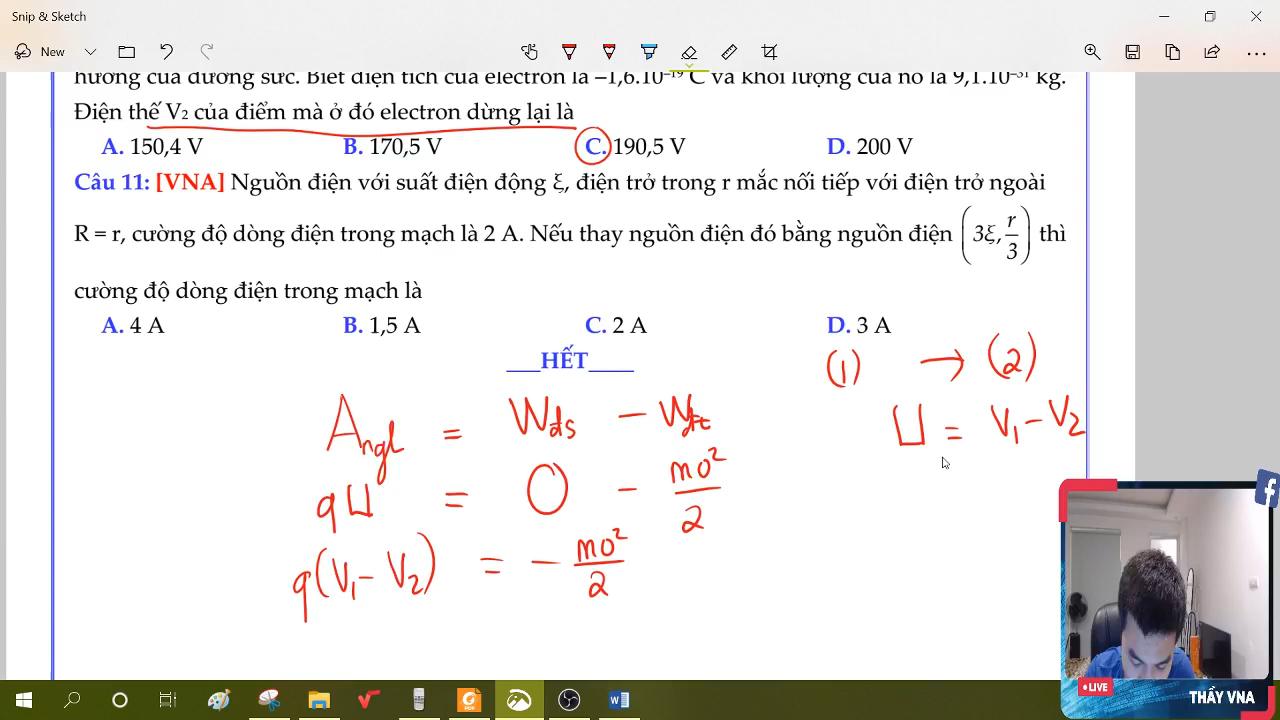 Snip & Sketch
New
hướng của đường sức. Biết điện tích của electron là –1,6.10⁻¹⁹ C và khối lượng của nó là 9,1.10⁻³¹ kg.
Điện thế V₂ của điểm mà ở đó electron dừng lại là
A. 150,4 V B. 170,5 V C. 190,5 V D. 200 V
Câu 11: [VNA] Nguồn điện với suất điện động ξ, điện trở trong r mắc nối tiếp với điện trở ngoài
R = r, cường độ dòng điện trong mạch là 2 A. Nếu thay nguồn điện đó bằng nguồn điện (3ξ, r/3) thì
cường độ dòng điện trong mạch là
A. 4 A B. 1,5 A C. 2 A D. 3 A
___HẾT____
(1) → (2)
A ngl = Wđs – Wđt
U = V₁ – V₂
qU = 0 – mv²/2
q(V₁ – V₂) = – mv²/2
LIVE
THẦY VNA